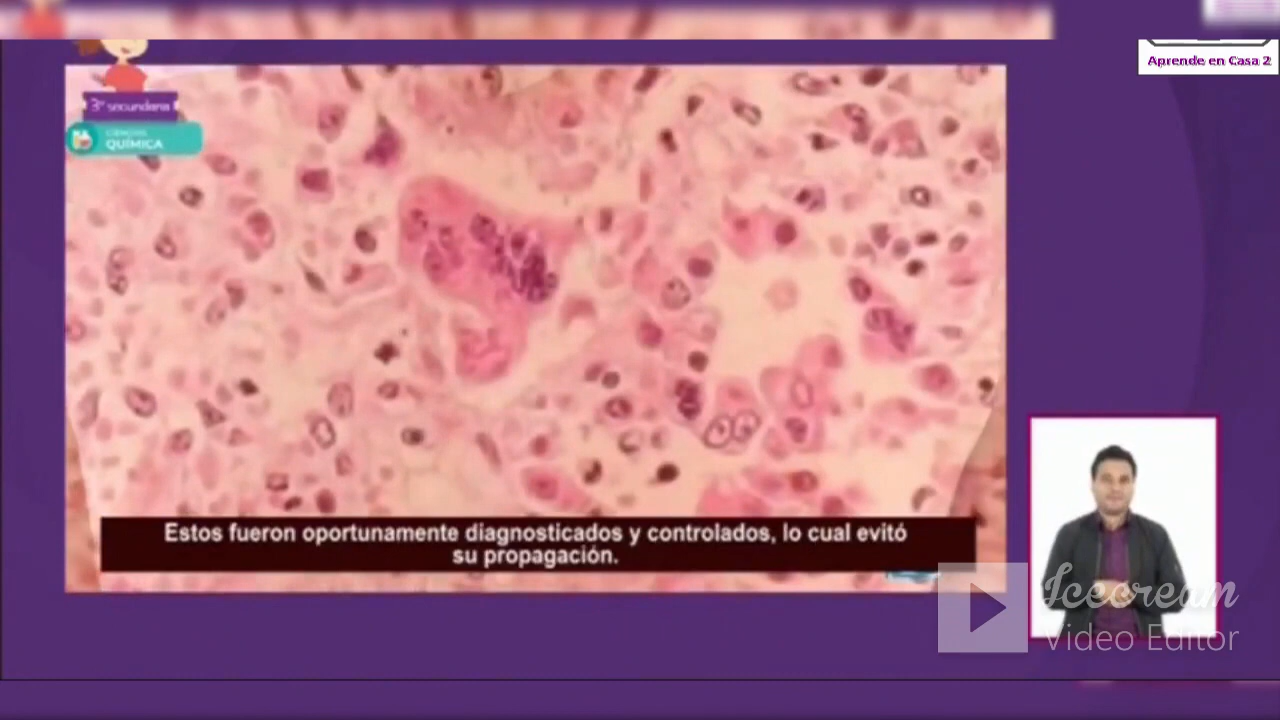 Aprende en Casa 2
3° secundaria
CIENCIAS
QUÍMICA
Estos fueron oportunamente diagnosticados y controlados, lo cual evitó
su propagación.
Icecream
Video Editor